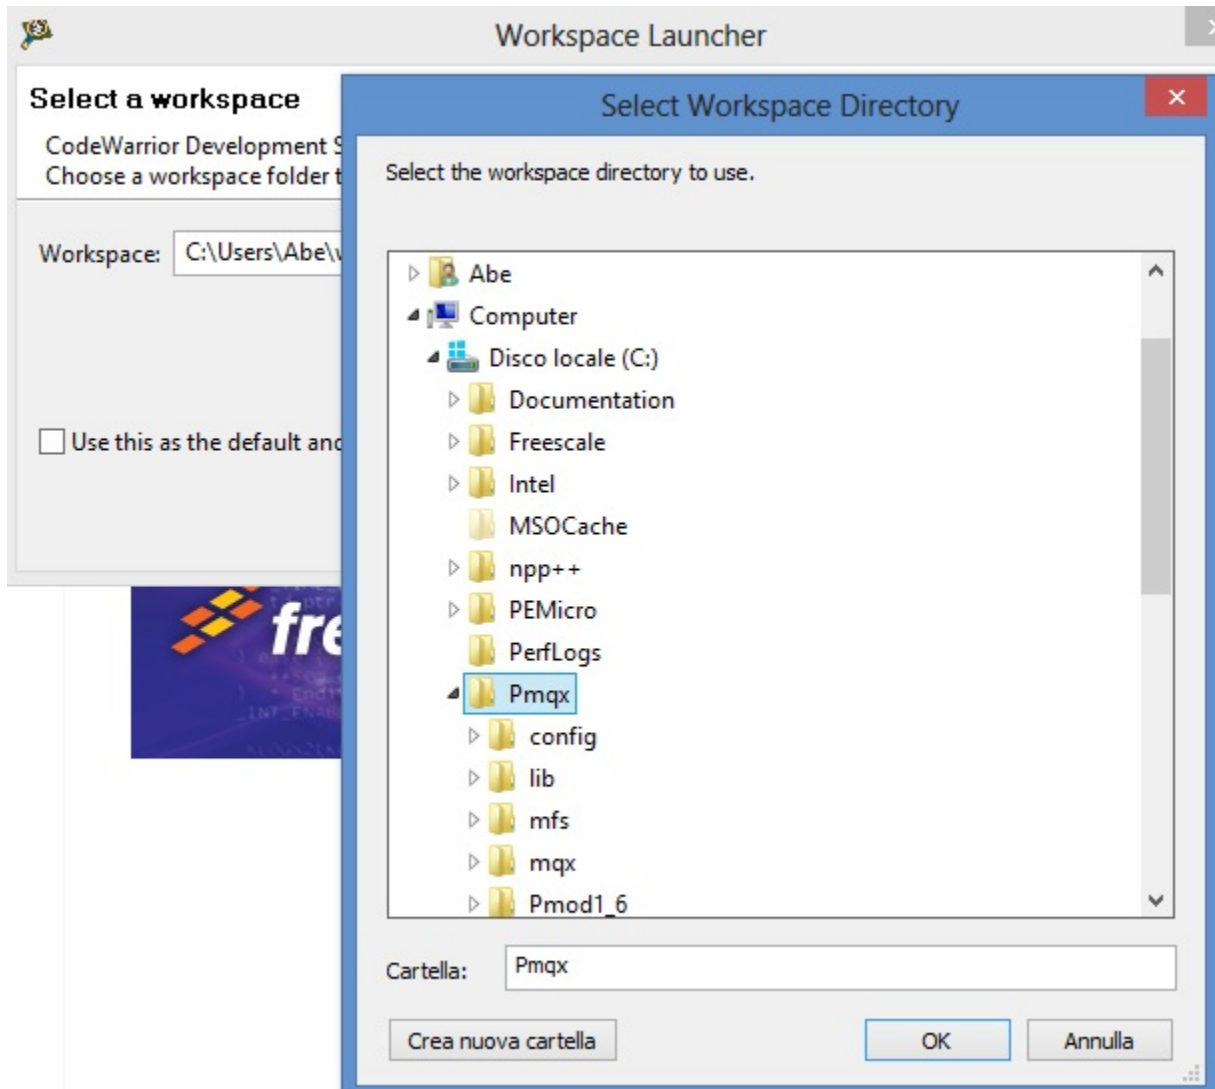 Workspace Launcher
Select a workspace
CodeWarrior Development S
Choose a workspace folder t
Workspace: C:\Users\Abe\w
Use this as the default and
fre
Select Workspace Directory
Select the workspace directory to use.
Abe
Computer
Disco locale (C:)
Documentation
Freescale
Intel
MSOCache
npp++
PEMicro
PerfLogs
Pmqx
config
lib
mfs
mqx
Pmod1_6
Cartella: Pmqx
Crea nuova cartella
OK
Annulla